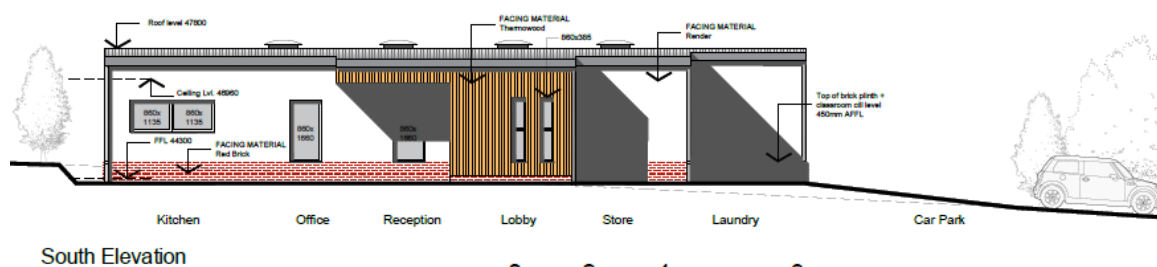 Roof level 47800
FACING MATERIAL
Thermowood
860x385
FACING MATERIAL
Render
Ceiling Lvl. 46960
860x
1135
860x
1135
860x
1660
860x
1660
Top of brick plinth +
classroom cill level
450mm AFFL
FFL 44300
FACING MATERIAL
Red Brick
Kitchen
Office
Reception
Lobby
Store
Laundry
Car Park
South Elevation